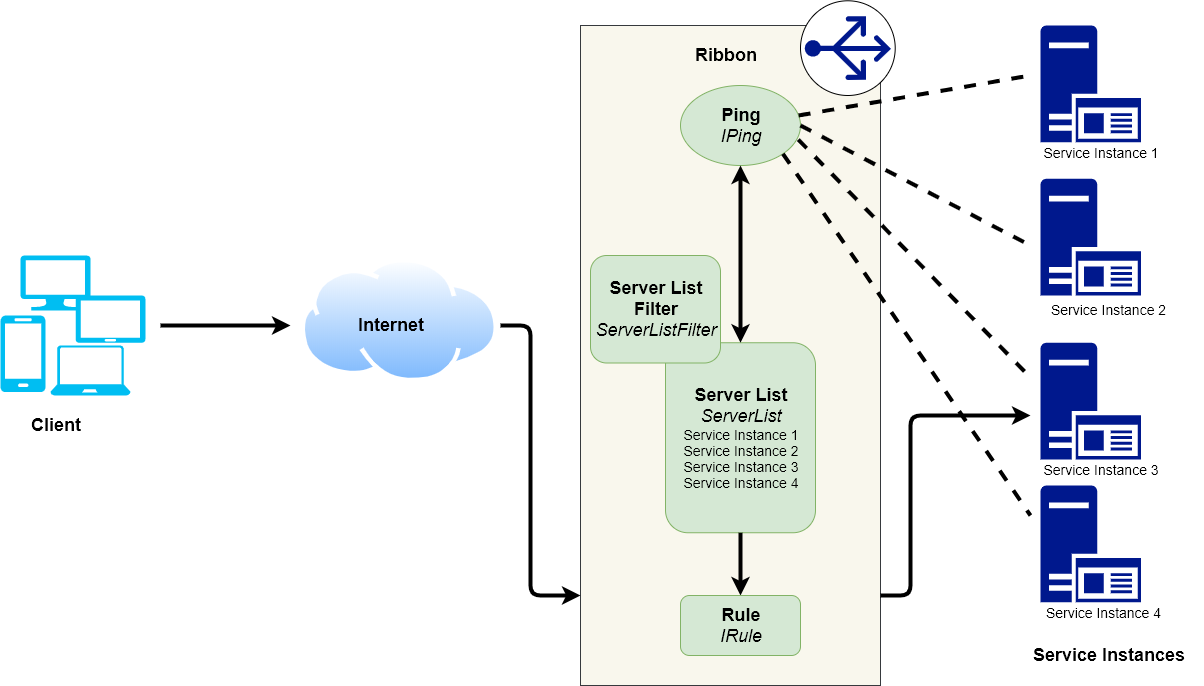 Ribbon
Ping
IPing
Service Instance 1
Service Instance 2
Server List
Filter
ServerListFilter
Internet
Client
Server List
ServerList
Service Instance 1
Service Instance 2
Service Instance 3
Service Instance 4
Service Instance 3
Rule
IRule
Service Instance 4
Service Instances